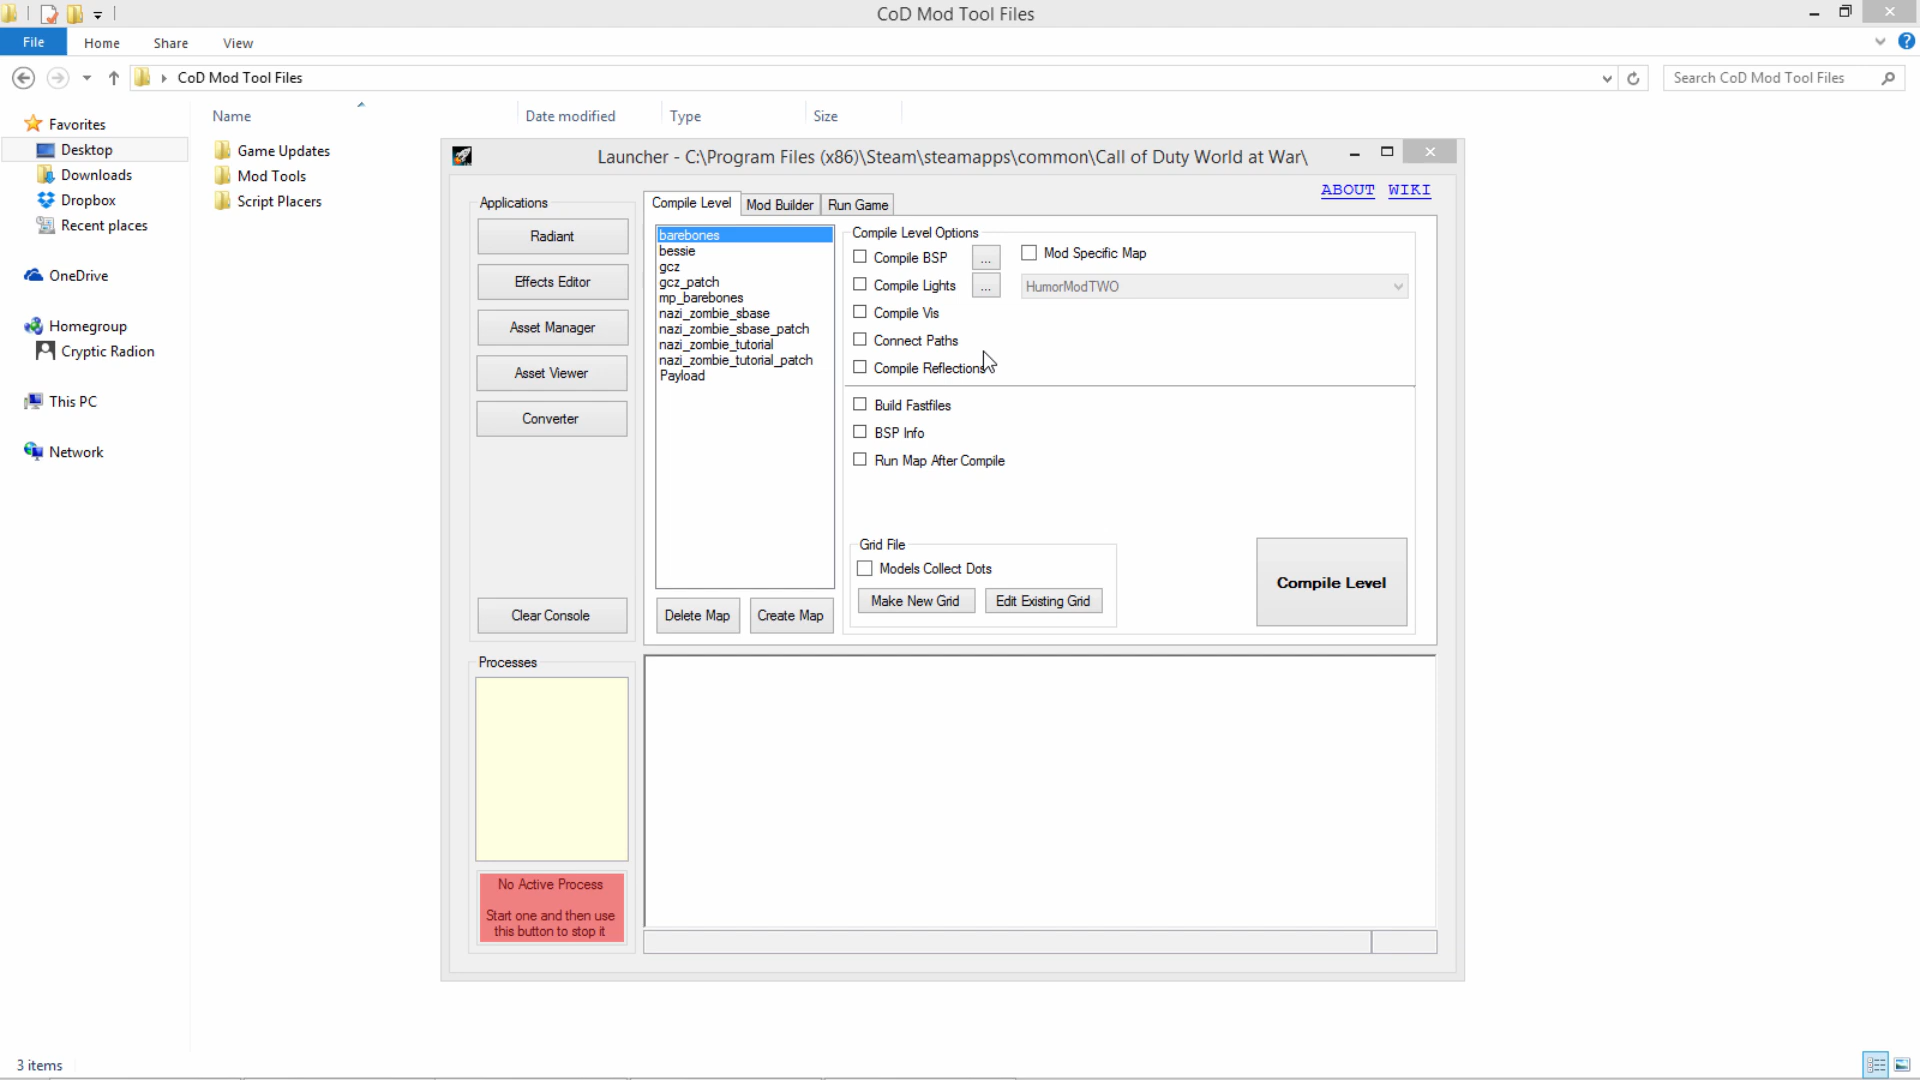 CoD Mod Tool Files
File
Home
Share
View
CoD Mod Tool Files
Search CoD Mod Tool Files
Favorites
Desktop
Downloads
Dropbox
Recent places
OneDrive
Homegroup
Cryptic Radion
This PC
Network
Name
Date modified
Type
Size
Game Updates
Mod Tools
Script Placers
Launcher - C:\Program Files (x86)\Steam\steamapps\common\Call of Duty World at War\
ABOUT WIKI
Applications
Radiant
Effects Editor
Asset Manager
Asset Viewer
Converter
Clear Console
Compile Level
Mod Builder
Run Game
barebones
bessie
gcz
gcz_patch
mp_barebones
nazi_zombie_sbase
nazi_zombie_sbase_patch
nazi_zombie_tutorial
nazi_zombie_tutorial_patch
Payload
Delete Map
Create Map
Compile Level Options
Compile BSP
...
Mod Specific Map
Compile Lights
...
HumorModTWO
Compile Vis
Connect Paths
Compile Reflections
Build Fastfiles
BSP Info
Run Map After Compile
Grid File
Models Collect Dots
Make New Grid
Edit Existing Grid
Compile Level
Processes
No Active Process
Start one and then use
this button to stop it
3 items